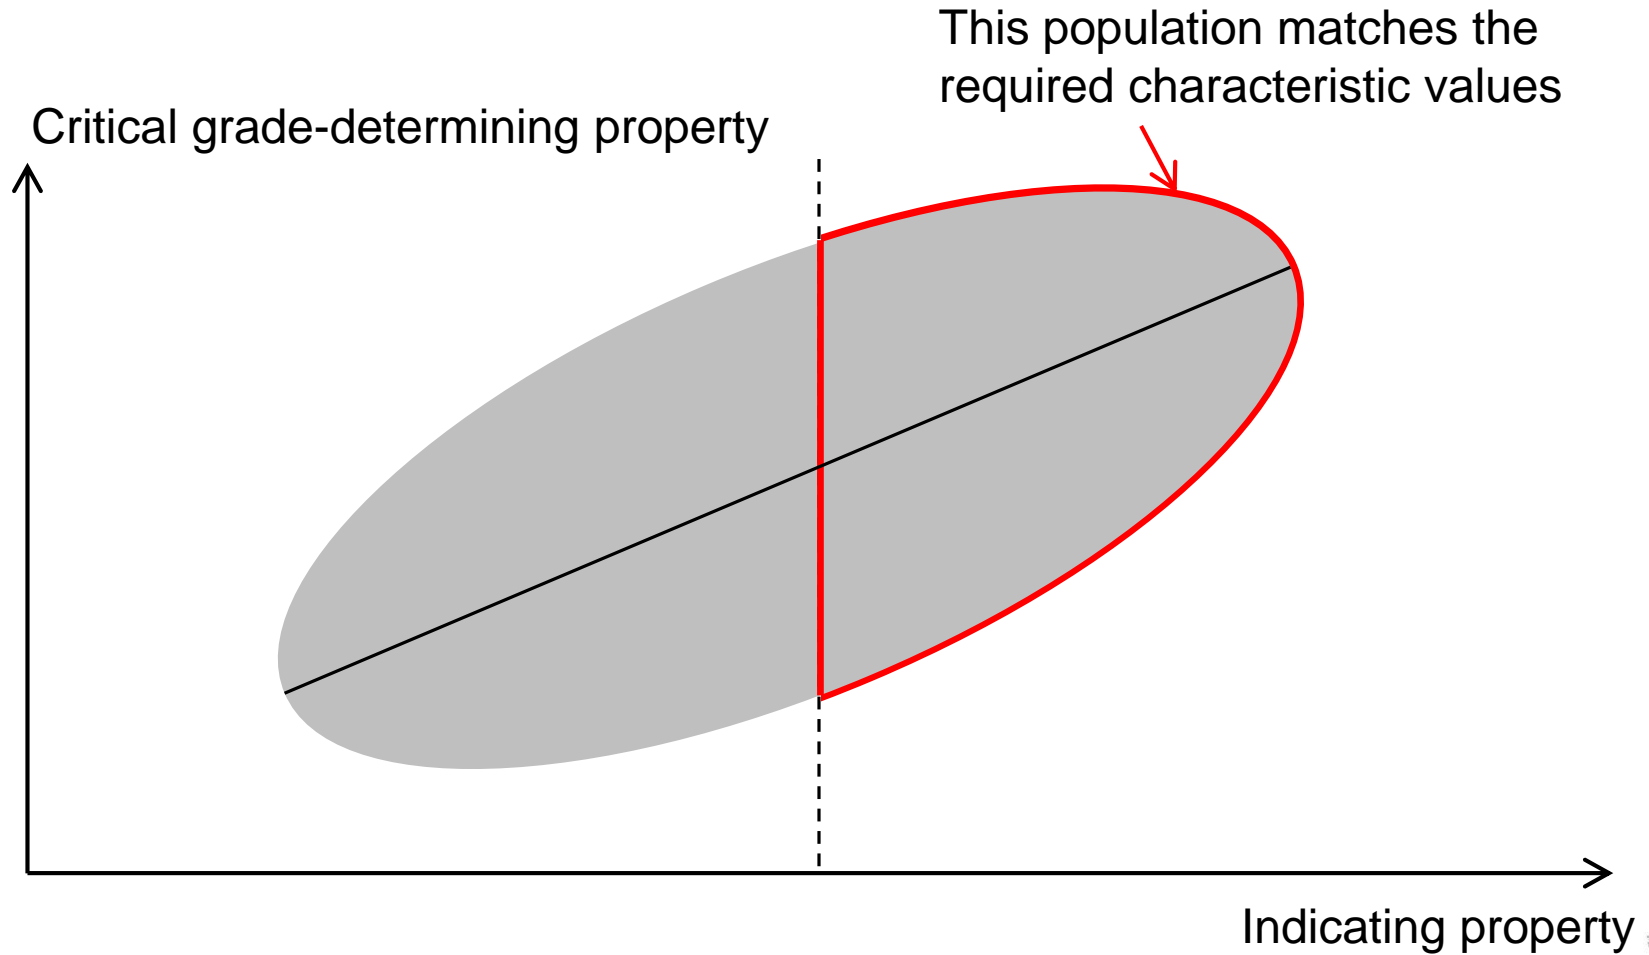 This population matches the
required characteristic values
Critical grade-determining property
Indicating property